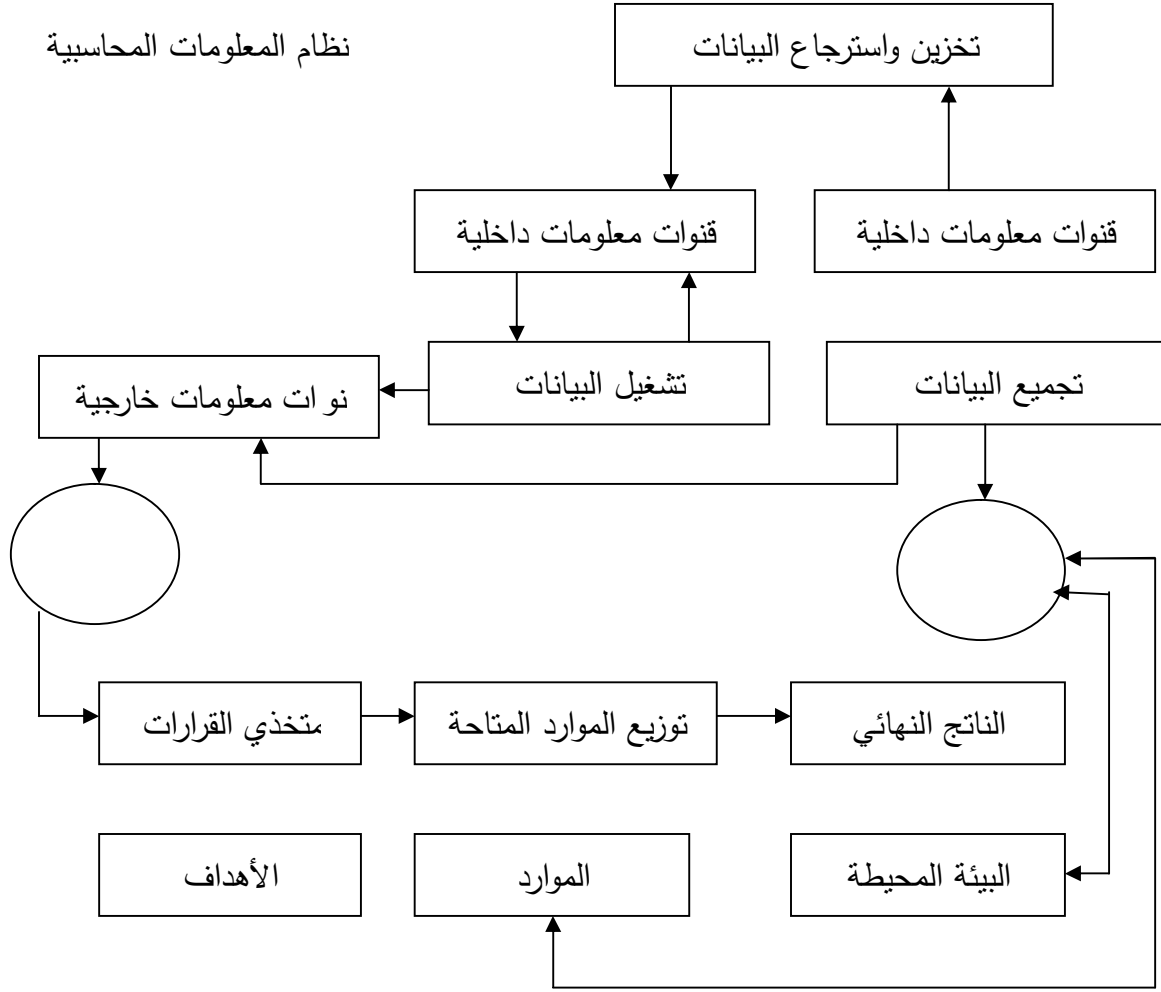 نظام المعلومات المحاسبية
تخزين واسترجاع البيانات
قنوات معلومات داخلية
قنوات معلومات داخلية
تجميع البيانات
تشغيل البيانات
نو ات معلومات خارجية
متخذي القرارات
توزيع الموارد المتاحة
الناتج النهائي
الأهداف
الموارد
البيئة المحيطة